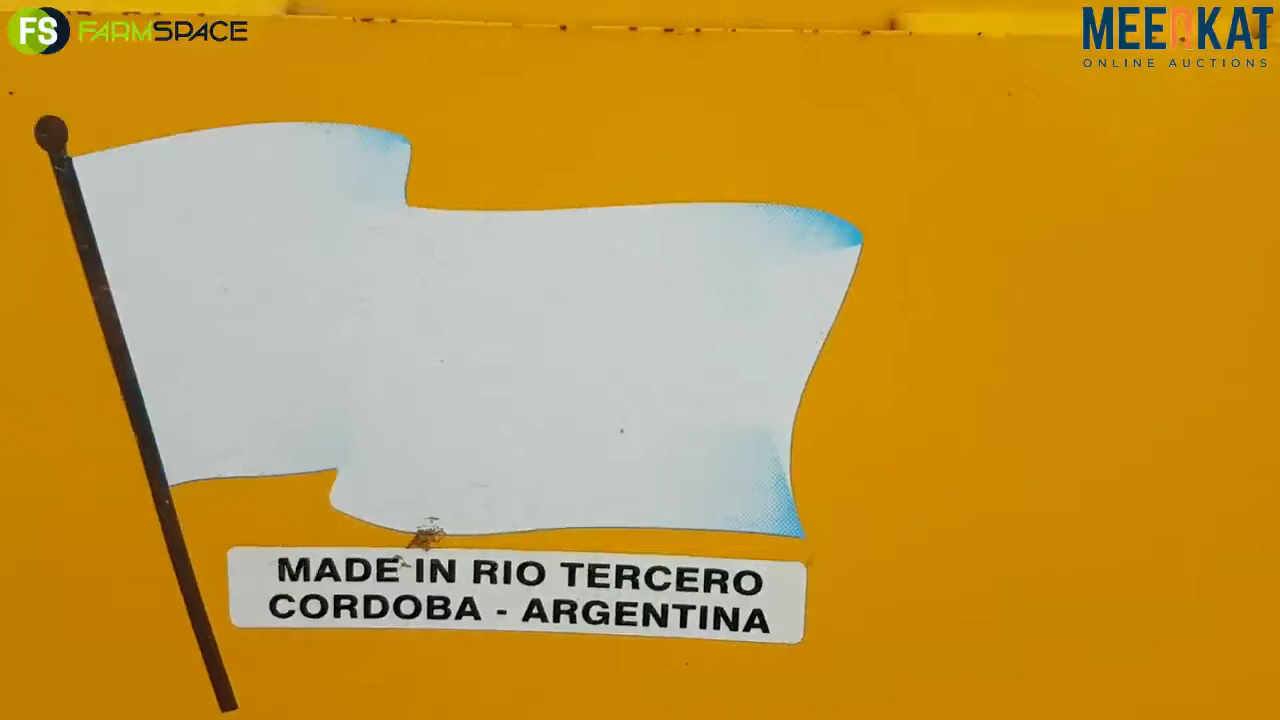 FS FARMSPACE
MEERKAT
ONLINE AUCTIONS
MADE IN RIO TERCERO
CORDOBA - ARGENTINA